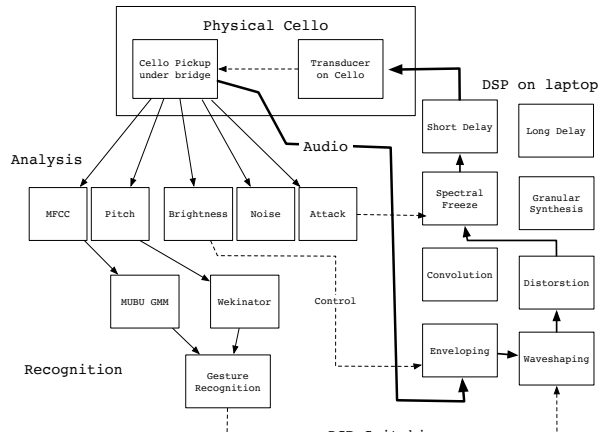 Physical Cello
Cello Pickup
under bridge
Transducer
on Cello
DSP on laptop
Short Delay
Long Delay
Audio
Analysis
MFCC
Pitch
Brightness
Noise
Attack
Spectral
Freeze
Granular
Synthesis
MUBU GMM
Wekinator
Control
Convolution
Distorstion
Recognition
Gesture
Recognition
Enveloping
Waveshaping